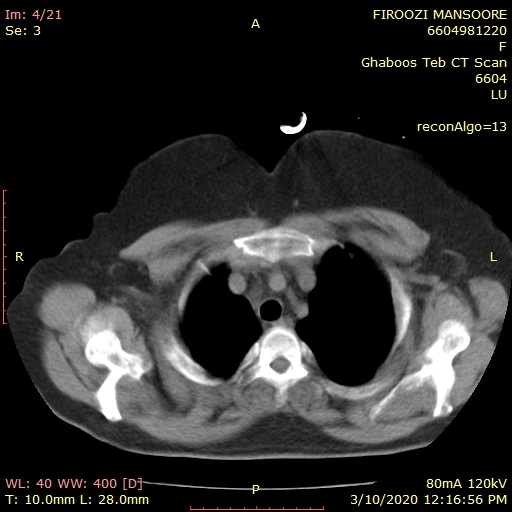 Im: 4/21
Se: 3
A
FIROOZI MANSOORE
6604981220
F
Ghaboos Teb CT Scan
6604
LU
reconAlgo=13
R
L
WL: 40 WW: 400 [D]
T: 10.0mm L: 28.0mm
P
80mA 120kV
3/10/2020 12:16:56 PM